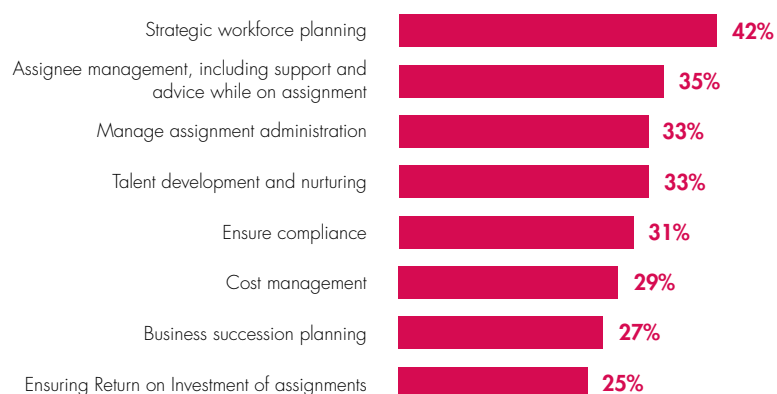 Strategic workforce planning 42%
Assignee management, including support and
advice while on assignment 35%
Manage assignment administration 33%
Talent development and nurturing 33%
Ensure compliance 31%
Cost management 29%
Business succession planning 27%
Ensuring Return on Investment of assignments 25%